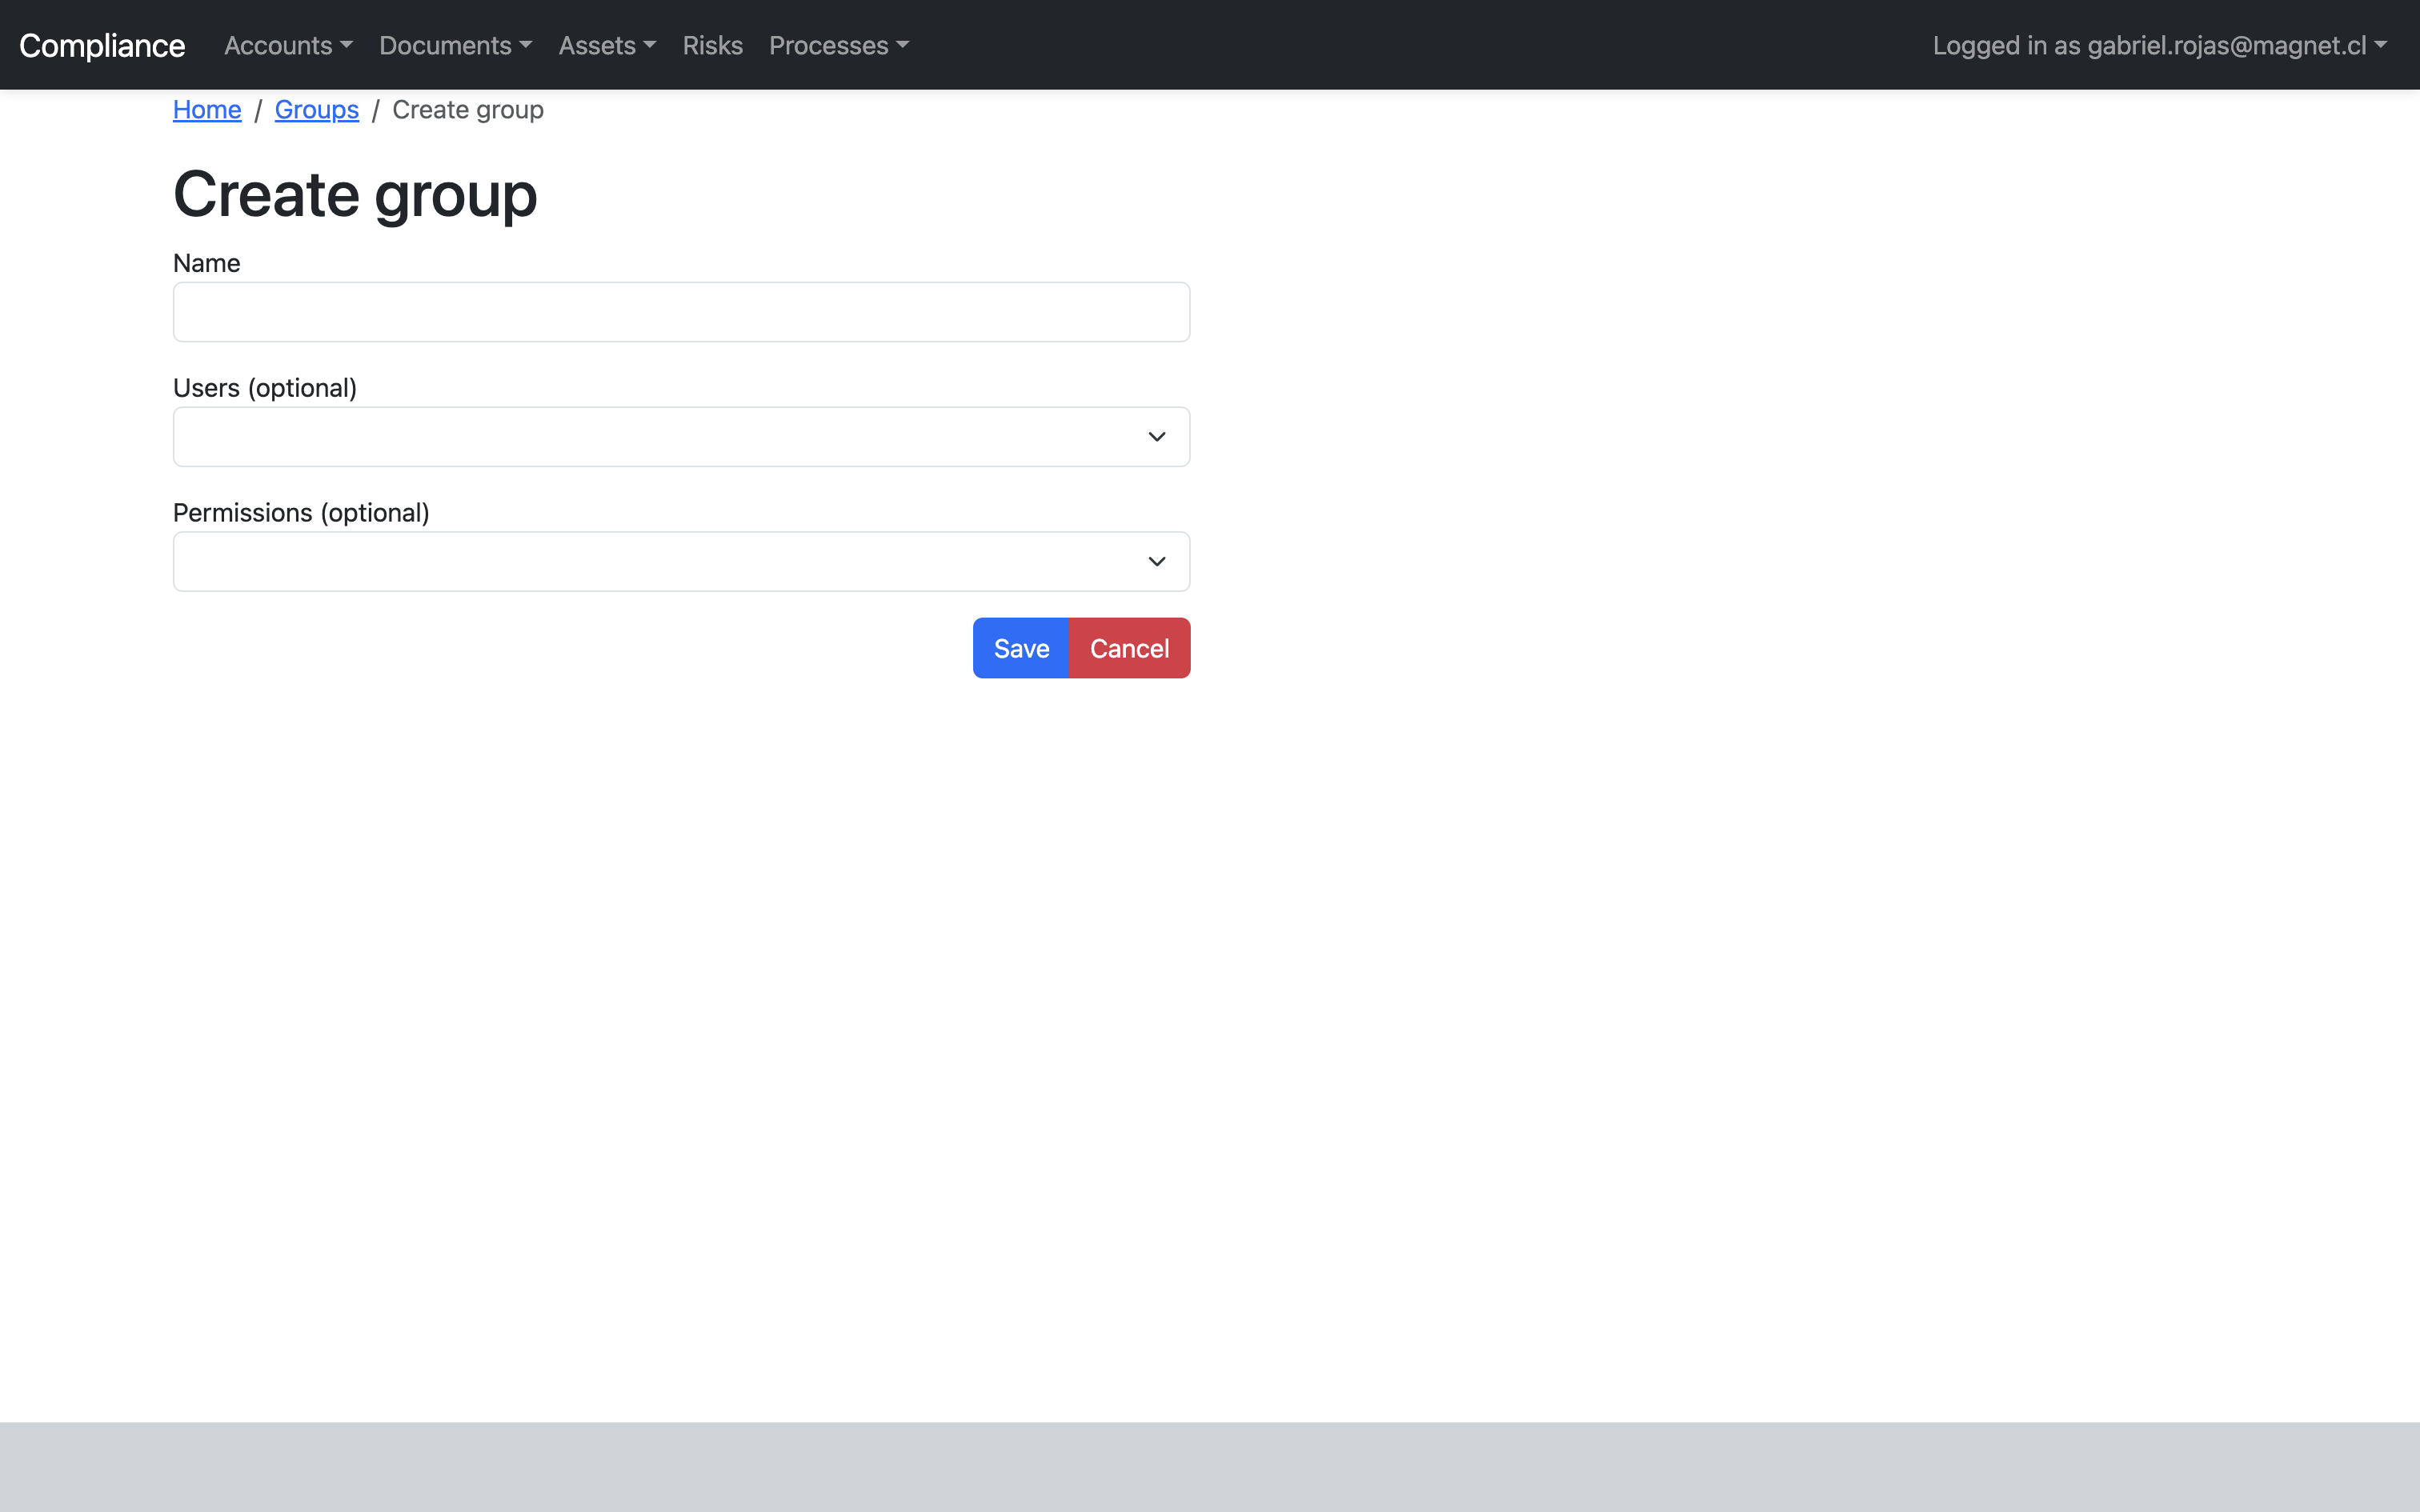 Compliance Accounts Documents Assets Risks Processes Logged in as gabriel.rojas@magnet.cl
Home / Groups / Create group
Create group
Name
Users (optional)
Permissions (optional)
Save Cancel